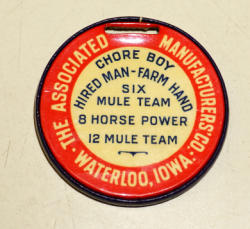 THE ASSOCIATED MANUFACTURERS' CO.
CHORE BOY
HIRED MAN-FARM HAND
SIX
MULE TEAM
8 HORSE POWER
12 MULE TEAM
· WATERLOO, IOWA. ·